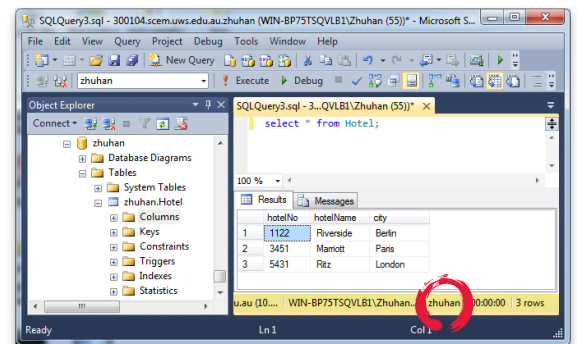 SQLQuery3.sql - 300104.scem.uws.edu.au.zhuhan (WIN-BP75TSQVLB1\Zhuhan (55))* - Microsoft S...
File Edit View Query Project Debug Tools Window Help
New Query
zhuhan
Execute Debug
Object Explorer
Connect
zhuhan
Database Diagrams
Tables
System Tables
zhuhan.Hotel
Columns
Keys
Constraints
Triggers
Indexes
Statistics
SQLQuery3.sql - 3...QVLB1\Zhuhan (55))*
select * from Hotel;
100 %
Results Messages
hotelNo hotelName city
1 1122 Riverside Berlin
2 3451 Marriott Paris
3 5431 Ritz London
u.au (10.... WIN-BP75TSQVLB1\Zhuhan... zhuhan 00:00:00 3 rows
Ready Ln 1 Col 1